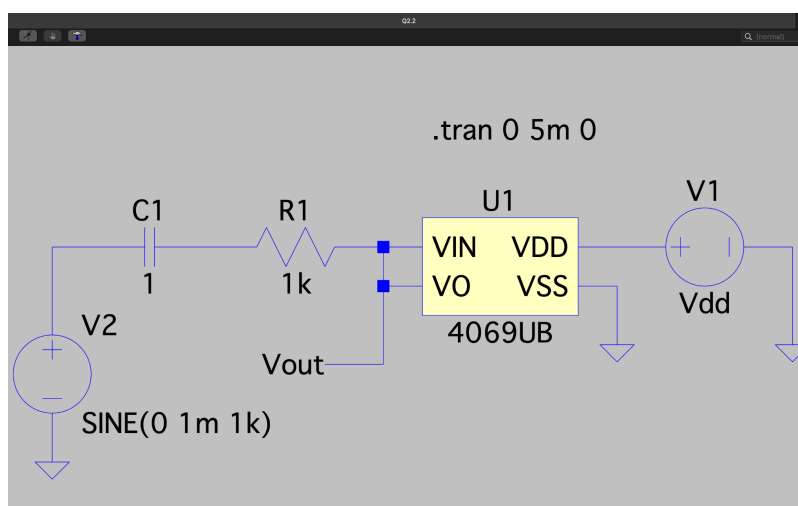 Q2.2
(normal)
.tran 0 5m 0
U1
V1
C1
R1
VIN VDD
1
1k
VO VSS
Vdd
V2
4069UB
Vout
SINE(0 1m 1k)